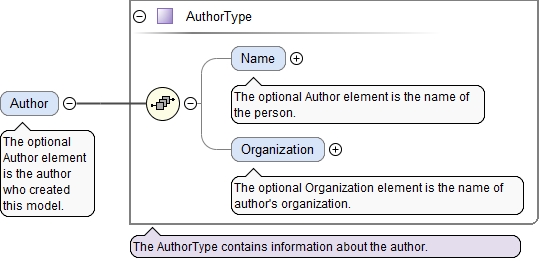 AuthorType
Name
The optional Author element is the name of
the person.
Author
The optional
Author element
is the author
who created
this model.
Organization
The optional Organization element is the name of
author's organization.
The AuthorType contains information about the author.